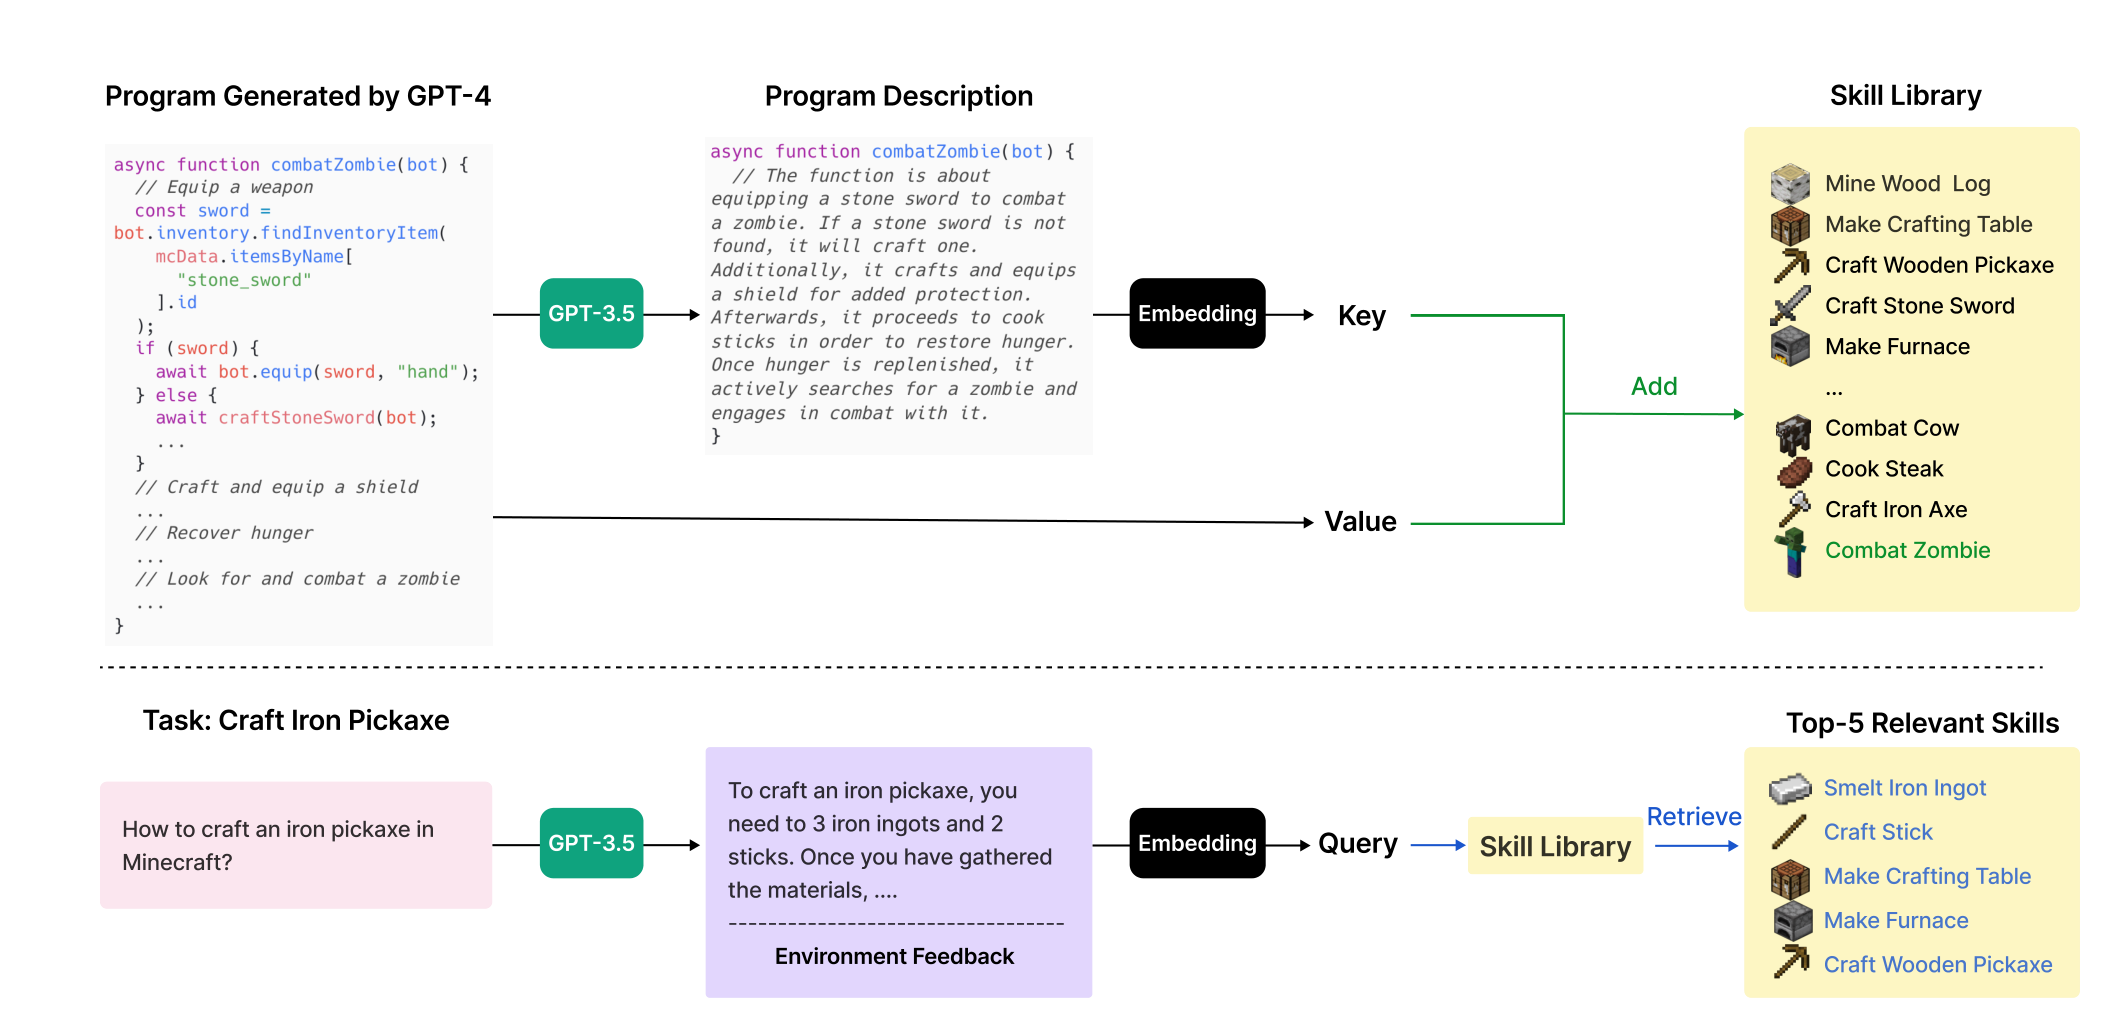 Program Generated by GPT-4
async function combatZombie(bot) {
// Equip a weapon
const sword =
bot.inventory.findInventoryItem(
mcData.itemsByName[
"stone_sword"
].id
);
if (sword) {
await bot.equip(sword, "hand");
} else {
await craftStoneSword(bot);
...
}
// Craft and equip a shield
...
// Recover hunger
...
// Look for and combat a zombie
...
}
GPT-3.5
Program Description
async function combatZombie(bot) {
// The function is about
equipping a stone sword to combat
a zombie. If a stone sword is not
found, it will craft one.
Additionally, it crafts and equips
a shield for added protection.
Afterwards, it proceeds to cook
sticks in order to restore hunger.
Once hunger is replenished, it
actively searches for a zombie and
engages in combat with it.
}
Embedding
Key
Value
Add
Skill Library
Mine Wood Log
Make Crafting Table
Craft Wooden Pickaxe
Craft Stone Sword
Make Furnace
...
Combat Cow
Cook Steak
Craft Iron Axe
Combat Zombie
Task: Craft Iron Pickaxe
How to craft an iron pickaxe in
Minecraft?
GPT-3.5
To craft an iron pickaxe, you
need to 3 iron ingots and 2
sticks. Once you have gathered
the materials, ....
Environment Feedback
Embedding
Query
Skill Library
Retrieve
Top-5 Relevant Skills
Smelt Iron Ingot
Craft Stick
Make Crafting Table
Make Furnace
Craft Wooden Pickaxe